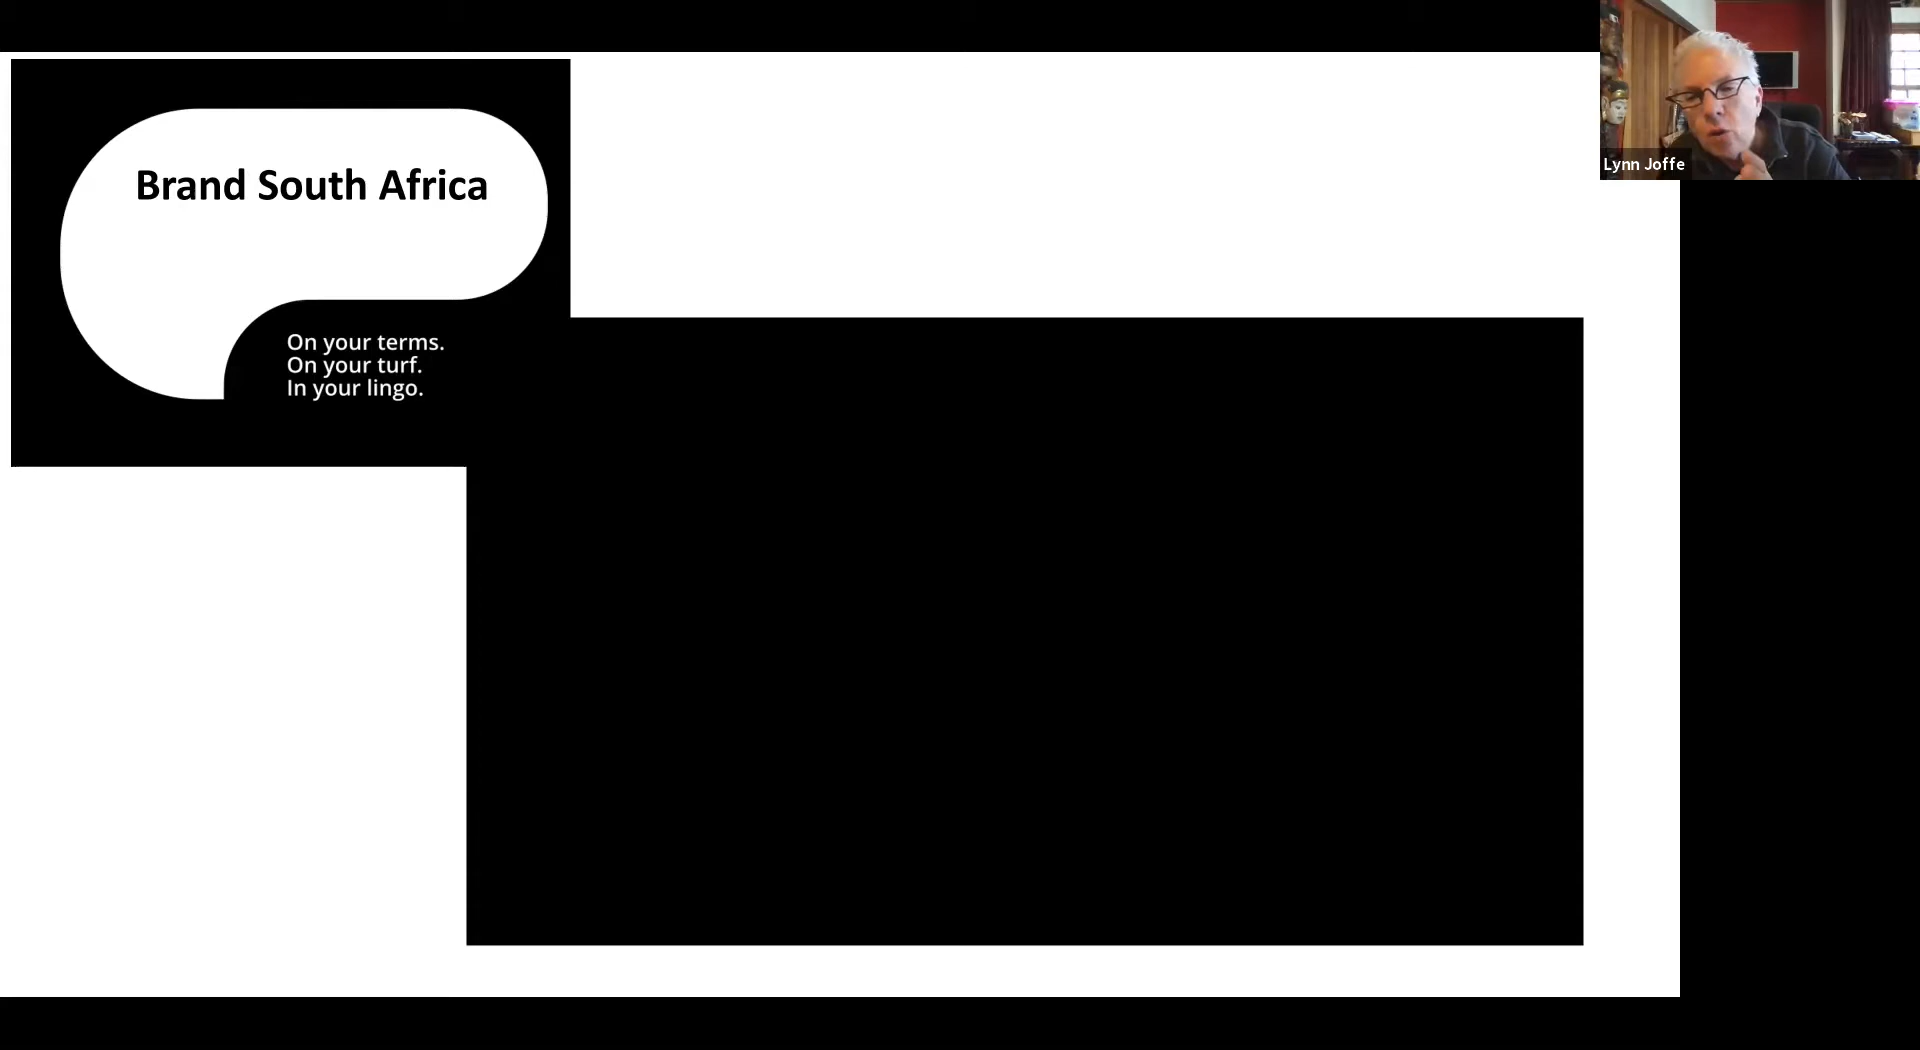 Brand South Africa
On your terms.
On your turf.
In your lingo.
Lynn Joffe